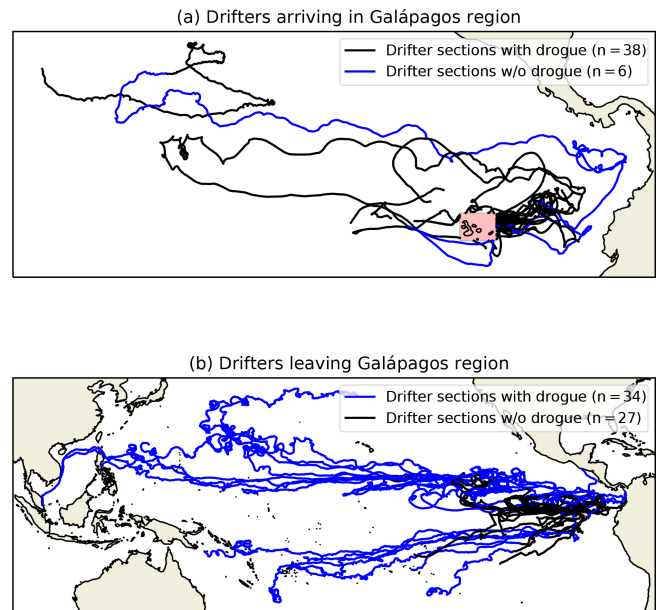 (a) Drifters arriving in Galápagos region
Drifter sections with drogue (n = 38)
Drifter sections w/o drogue (n = 6)
(b) Drifters leaving Galápagos region
Drifter sections with drogue (n = 34)
Drifter sections w/o drogue (n = 27)